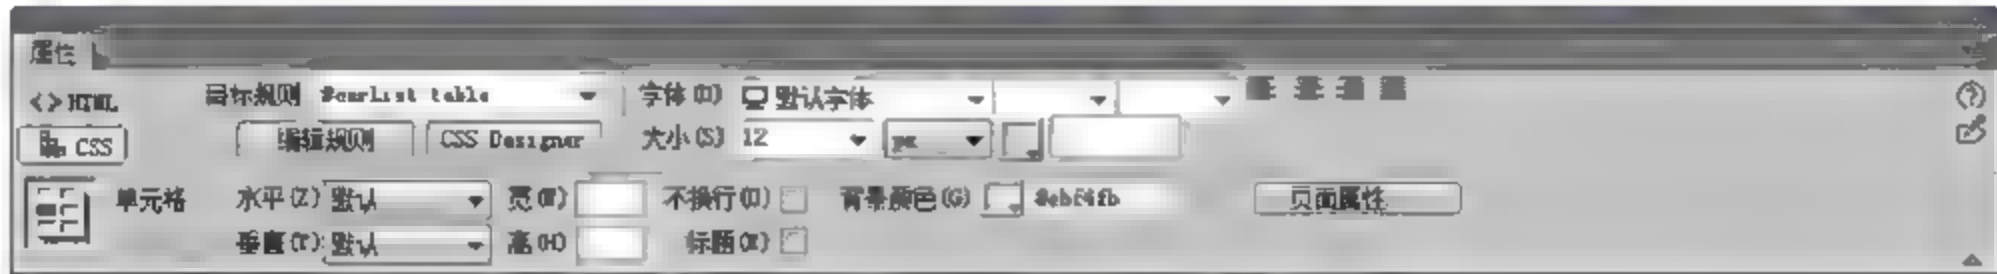 属性
<> HTML 目标规则 table 字体(O) 默认字体
CSS 编辑规则 CSS Designer 大小(S) 12 px
单元格 水平(Z) 默认 宽(W) 不换行(O) 背景颜色(G) #ebf4fb 页面属性
垂直(T) 默认 高(H) 标题(E)